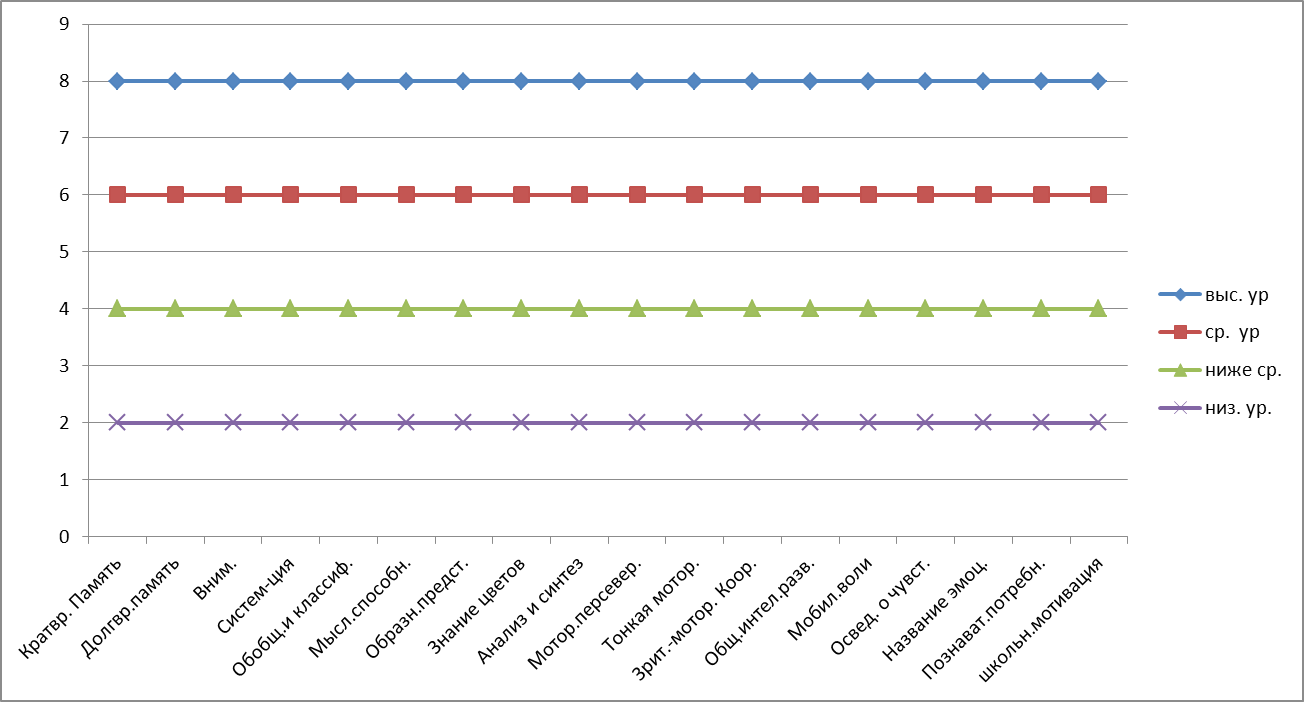 9
8
7
6
5
4
3
2
1
0
Кратвр. Память
Долгвр.память
Вним.
Систем-ция
Обобщ.и классиф.
Мысл.способн.
Образн.предст.
Знание цветов
Анализ и синтез
Мотор.персевер.
Тонкая мотор.
Зрит.-мотор. Коор.
Общ.интел.разв.
Мобил.воли
Освед. о чувст.
Название эмоц.
Познават.потребн.
школьн.мотивация
выс. ур
ср.  ур
ниже ср.
низ. ур.